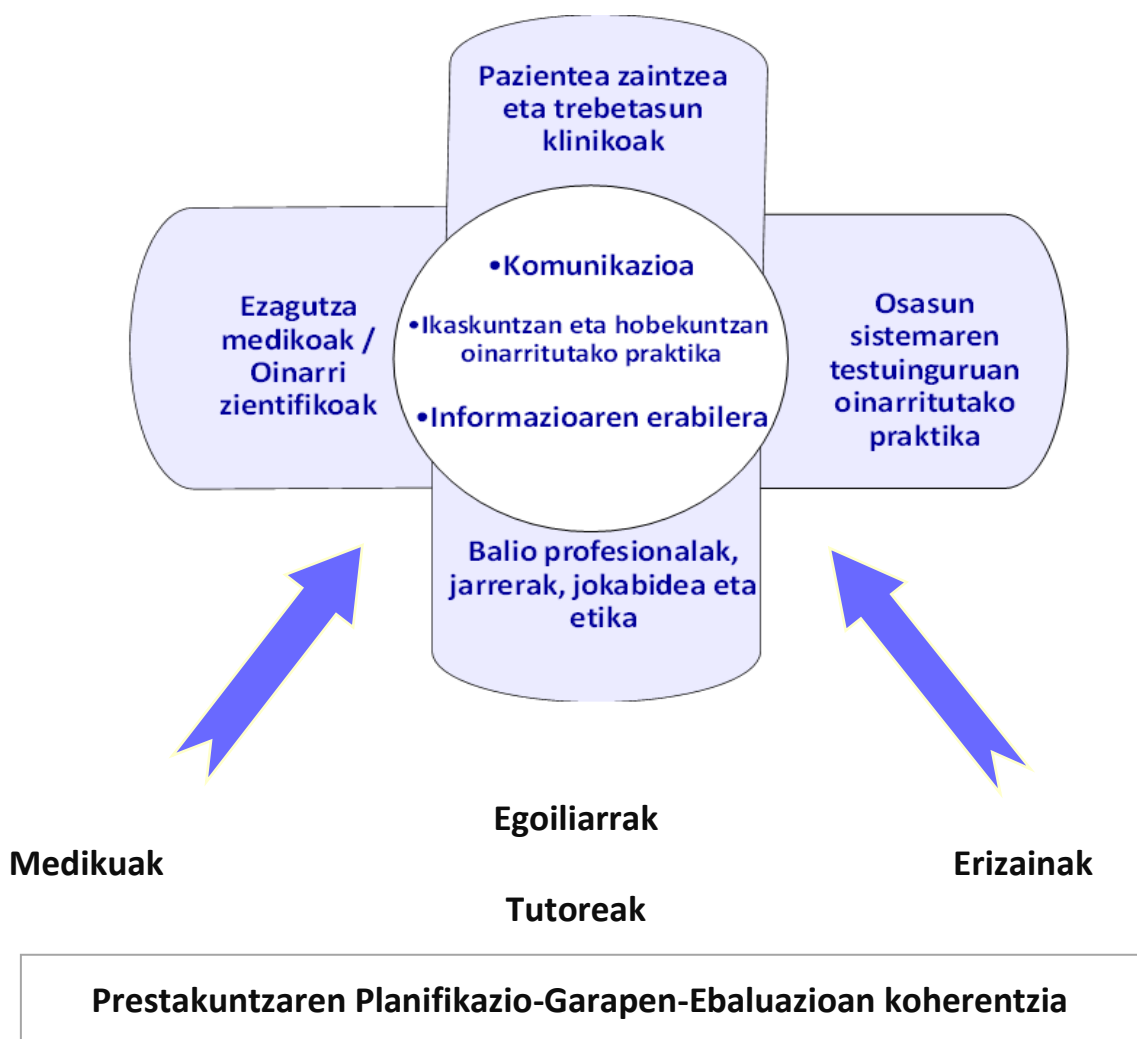 Pazientea zaintzea
eta trebetasun
klinikoak
Ezagutza
medikoak /
Oinarri
zientifikoak
•Komunikazioa
•Ikaskuntzan eta hobekuntzan
oinarritutako praktika
•Informazioaren erabilera
Osasun
sistemaren
testuinguruan
oinarritutako
praktika
Balio profesionalak,
jarrerak, jokabidea eta
etika
Egoiliarrak
Medikuak
Erizainak
Tutoreak
Prestakuntzaren Planifikazio-Garapen-Ebaluazioan koherentzia